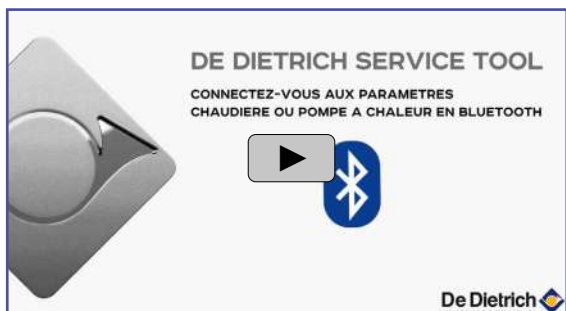 DE DIETRICH SERVICE TOOL
CONNECTEZ-VOUS AUX PARAMETRES
CHAUDIERE OU POMPE A CHALEUR EN BLUETOOTH
De Dietrich